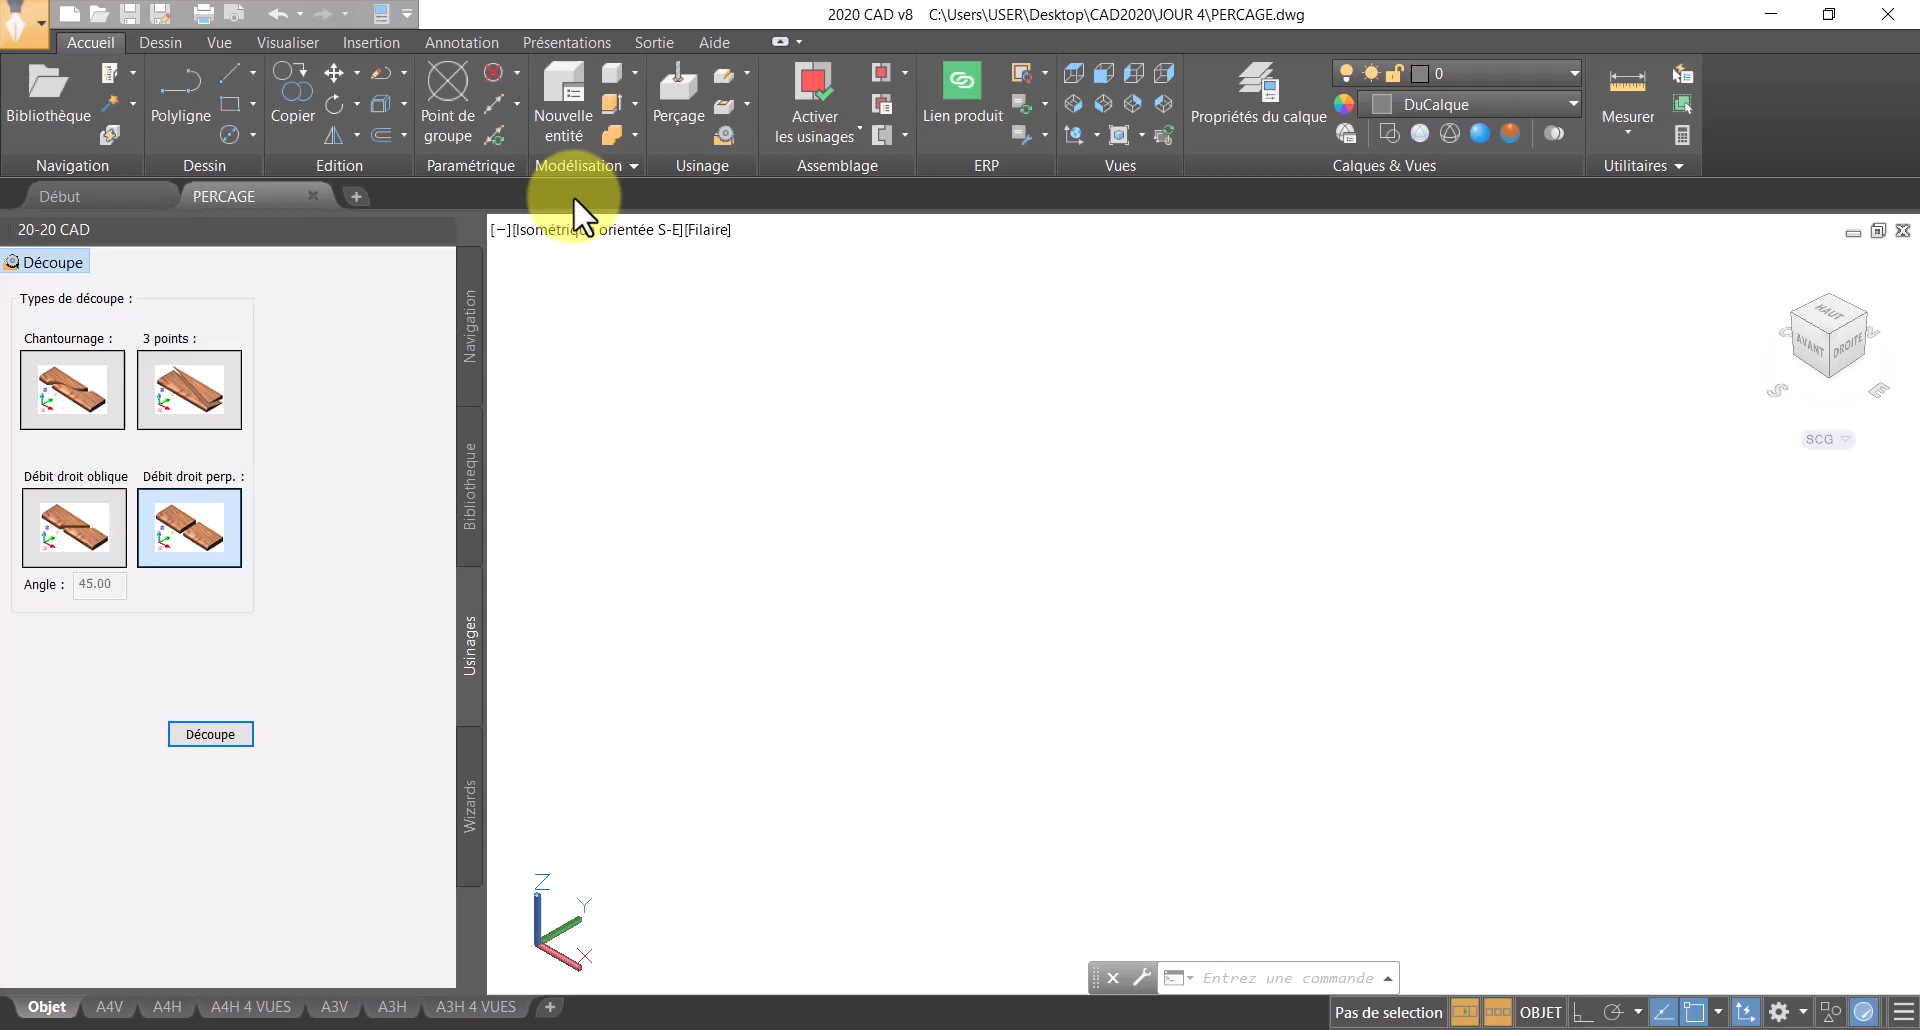 2020 CAD v8 C:\Users\USER\Desktop\CAD2020\JOUR 4\PERCAGE.dwg
Accueil Dessin Vue Visualiser Insertion Annotation Présentations Sortie Aide
0
DuCalque
Bibliothèque
Polyligne
Copier
Point de
groupe
Nouvelle
entité
Perçage
Activer
les usinages
Lien produit
Propriétés du calque
Mesurer
Navigation Dessin Edition Paramétrique Modélisation Usinage Assemblage ERP Vues Calques & Vues Utilitaires
Début PERCAGE
20-20 CAD
Découpe
Types de découpe :
Chantournage : 3 points :
Débit droit oblique Débit droit perp. :
Angle : 45.00
Découpe
Navigation
Bibliotheque
Usinages
Wizards
[−][Isométriqu orientée S-E][Filaire]
HAUT
AVANT DROITE
S E
SCG
Z
Y
X
Entrez une commande
Objet A4V A4H A4H 4 VUES A3V A3H A3H 4 VUES
Pas de selection OBJET